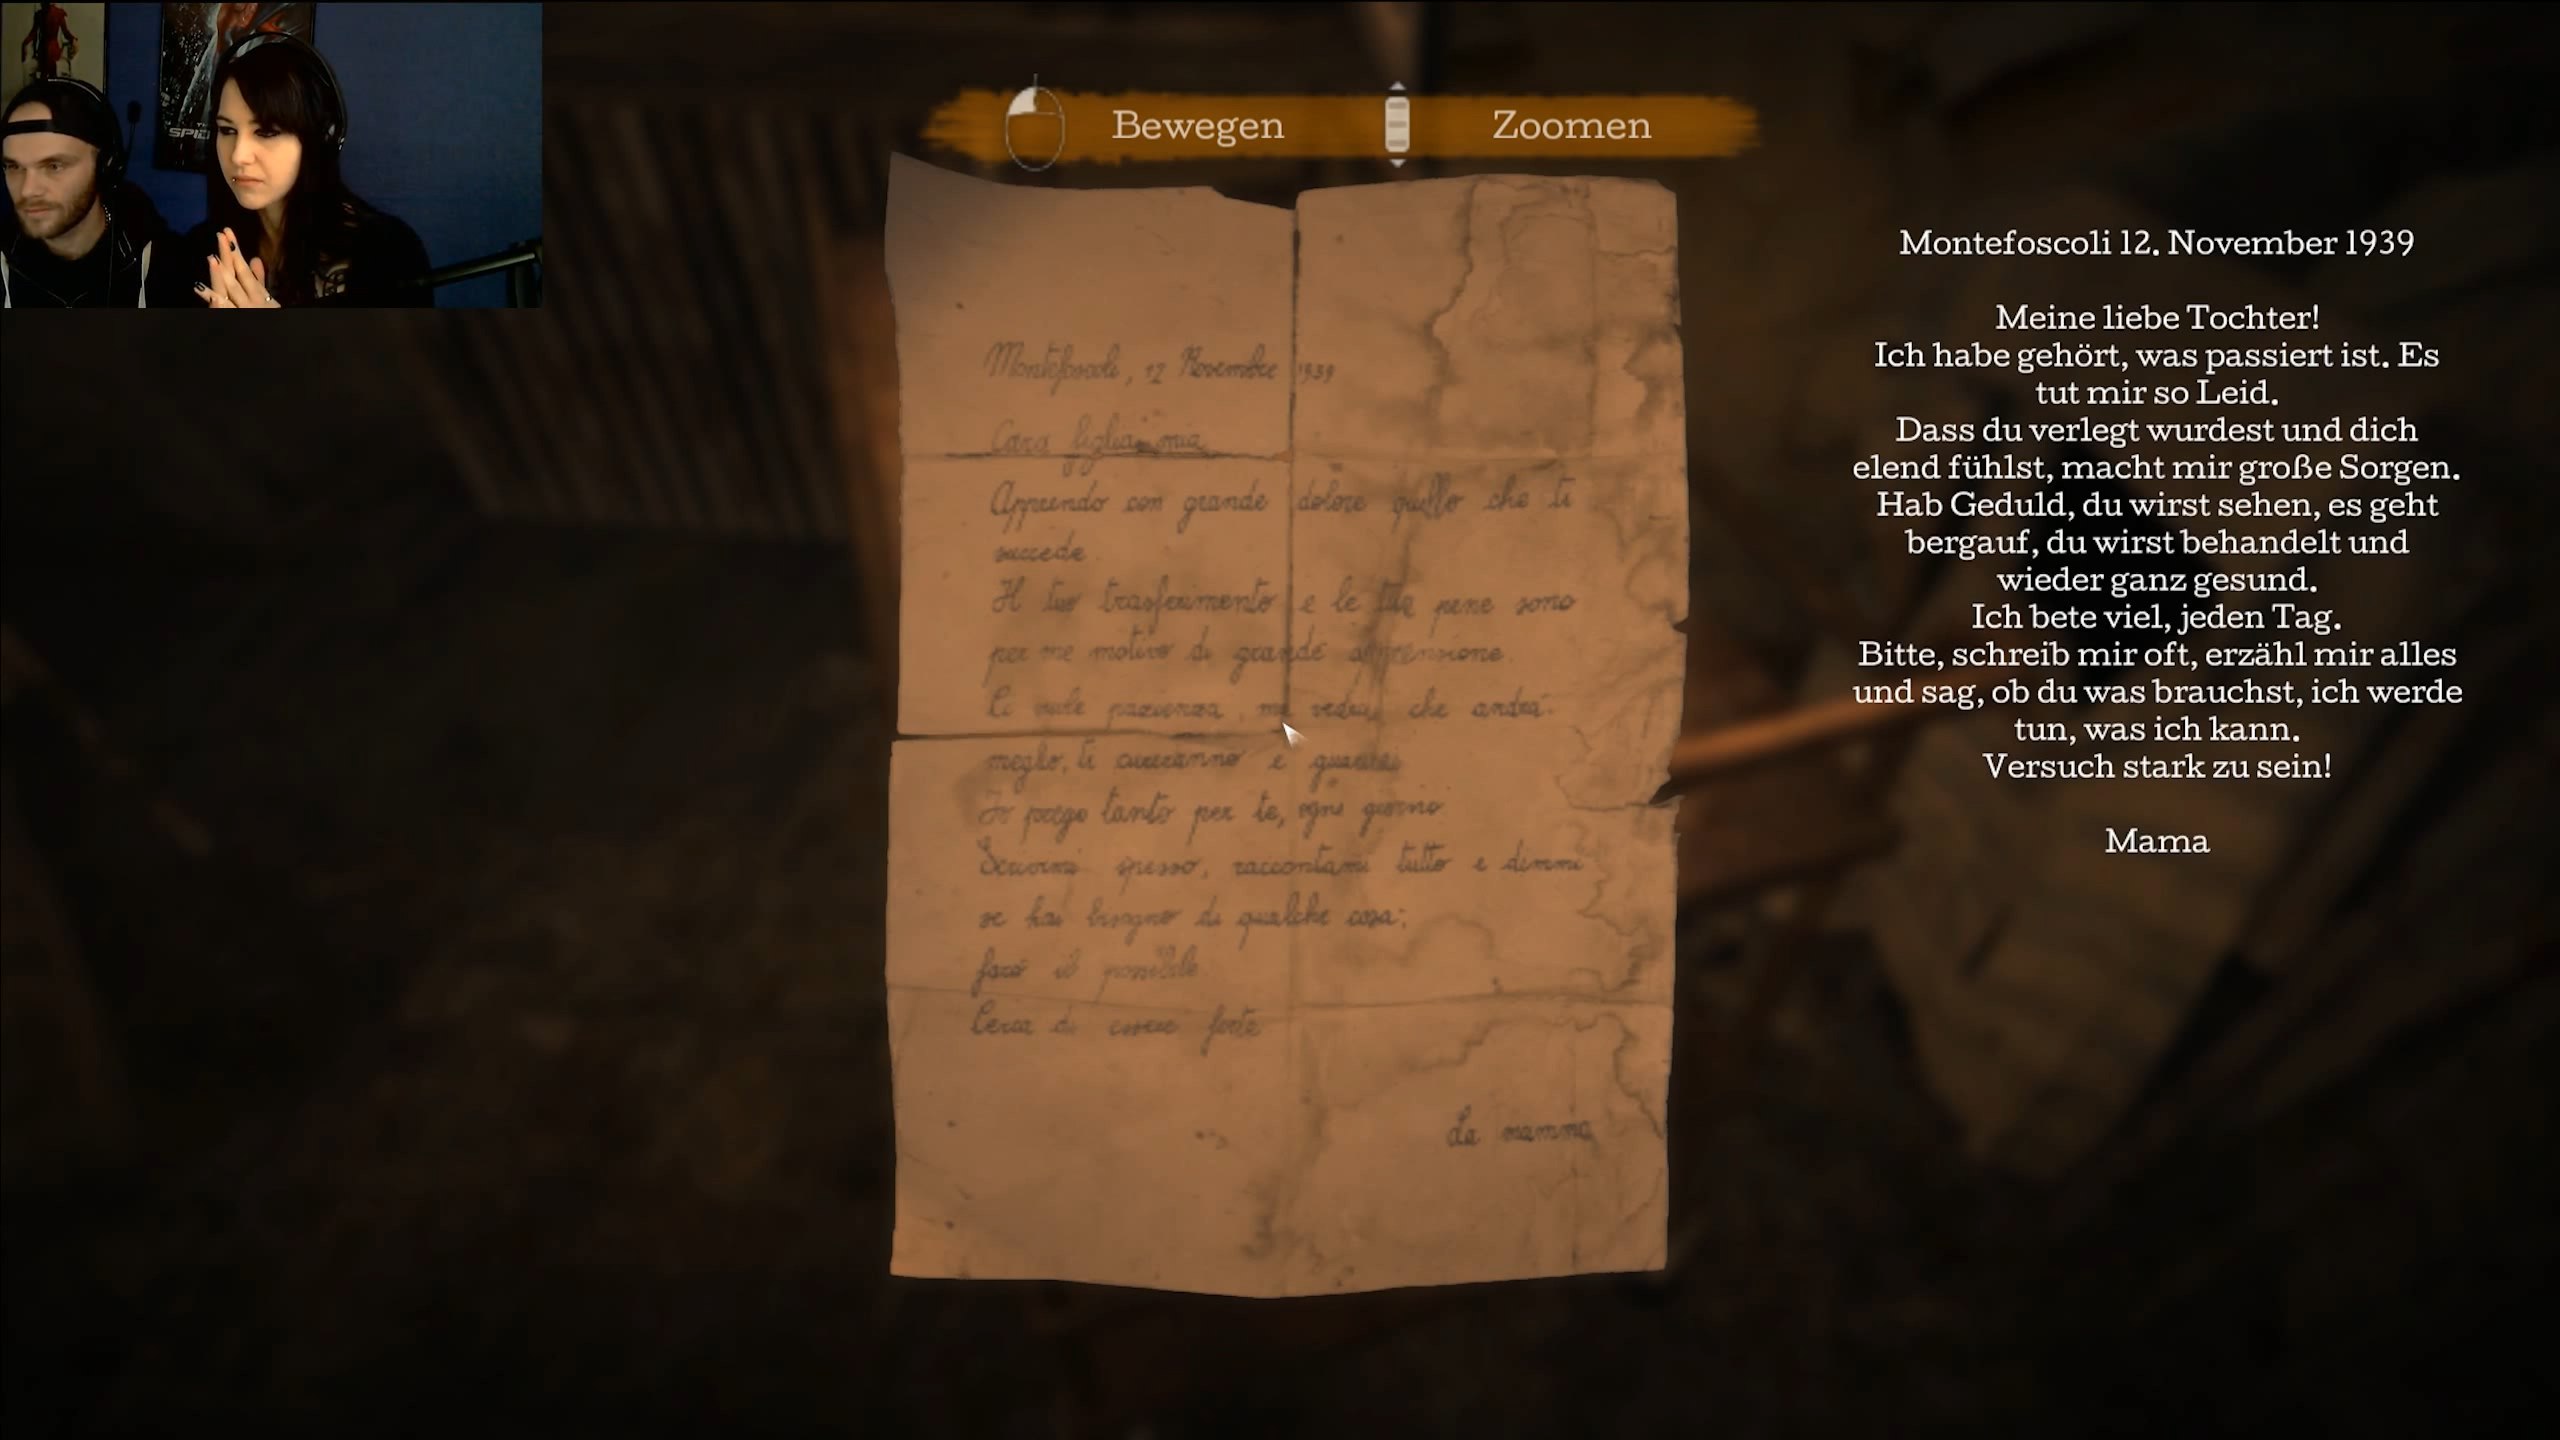 SPI
Bewegen
Zoomen
Montefoscoli, 12 Novembre 1939
Cara figlia mia
Apprendo con grande dolore quello che ti
succede.
Il tuo trasferimento e le tue pene sono
per me motivo di grande apprensione.
Ci vuole pazienza, ma vedrai che andrà
meglio, ti cureranno e guarirai
Io prego tanto per te, ogni giorno
Scrivimi spesso, raccontami tutto e dimmi
se hai bisogno di qualche cosa;
farò il possibile
Cerca di essere forte
La mamma
Montefoscoli 12. November 1939
Meine liebe Tochter!
Ich habe gehört, was passiert ist. Es
tut mir so Leid.
Dass du verlegt wurdest und dich
elend fühlst, macht mir große Sorgen.
Hab Geduld, du wirst sehen, es geht
bergauf, du wirst behandelt und
wieder ganz gesund.
Ich bete viel, jeden Tag.
Bitte, schreib mir oft, erzähl mir alles
und sag, ob du was brauchst, ich werde
tun, was ich kann.
Versuch stark zu sein!
Mama